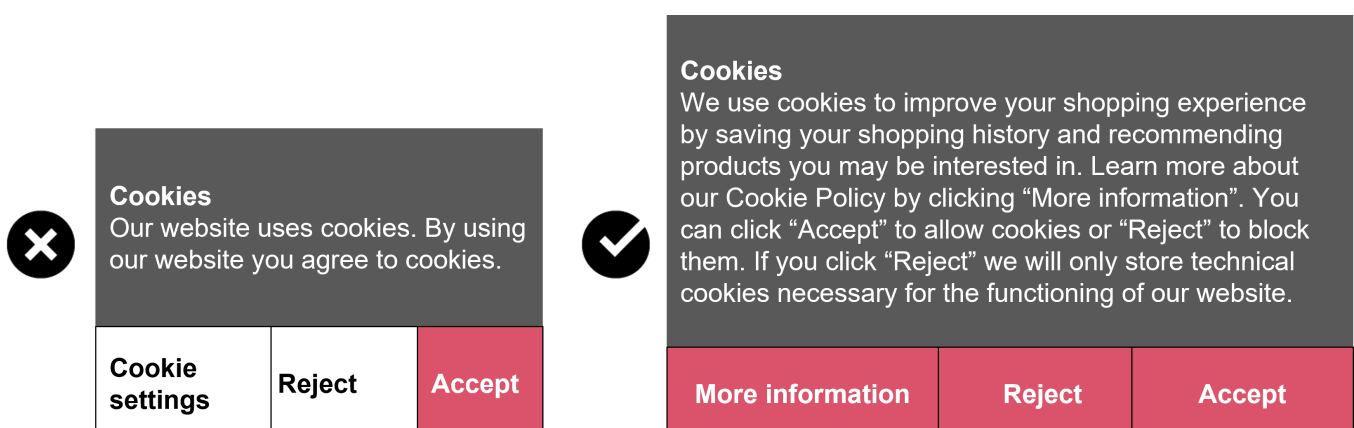 Cookies
Our website uses cookies. By using
our website you agree to cookies.
Cookie
settings
Reject
Accept
Cookies
We use cookies to improve your shopping experience
by saving your shopping history and recommending
products you may be interested in. Learn more about
our Cookie Policy by clicking “More information”. You
can click “Accept” to allow cookies or “Reject” to block
them. If you click “Reject” we will only store technical
cookies necessary for the functioning of our website.
More information
Reject
Accept